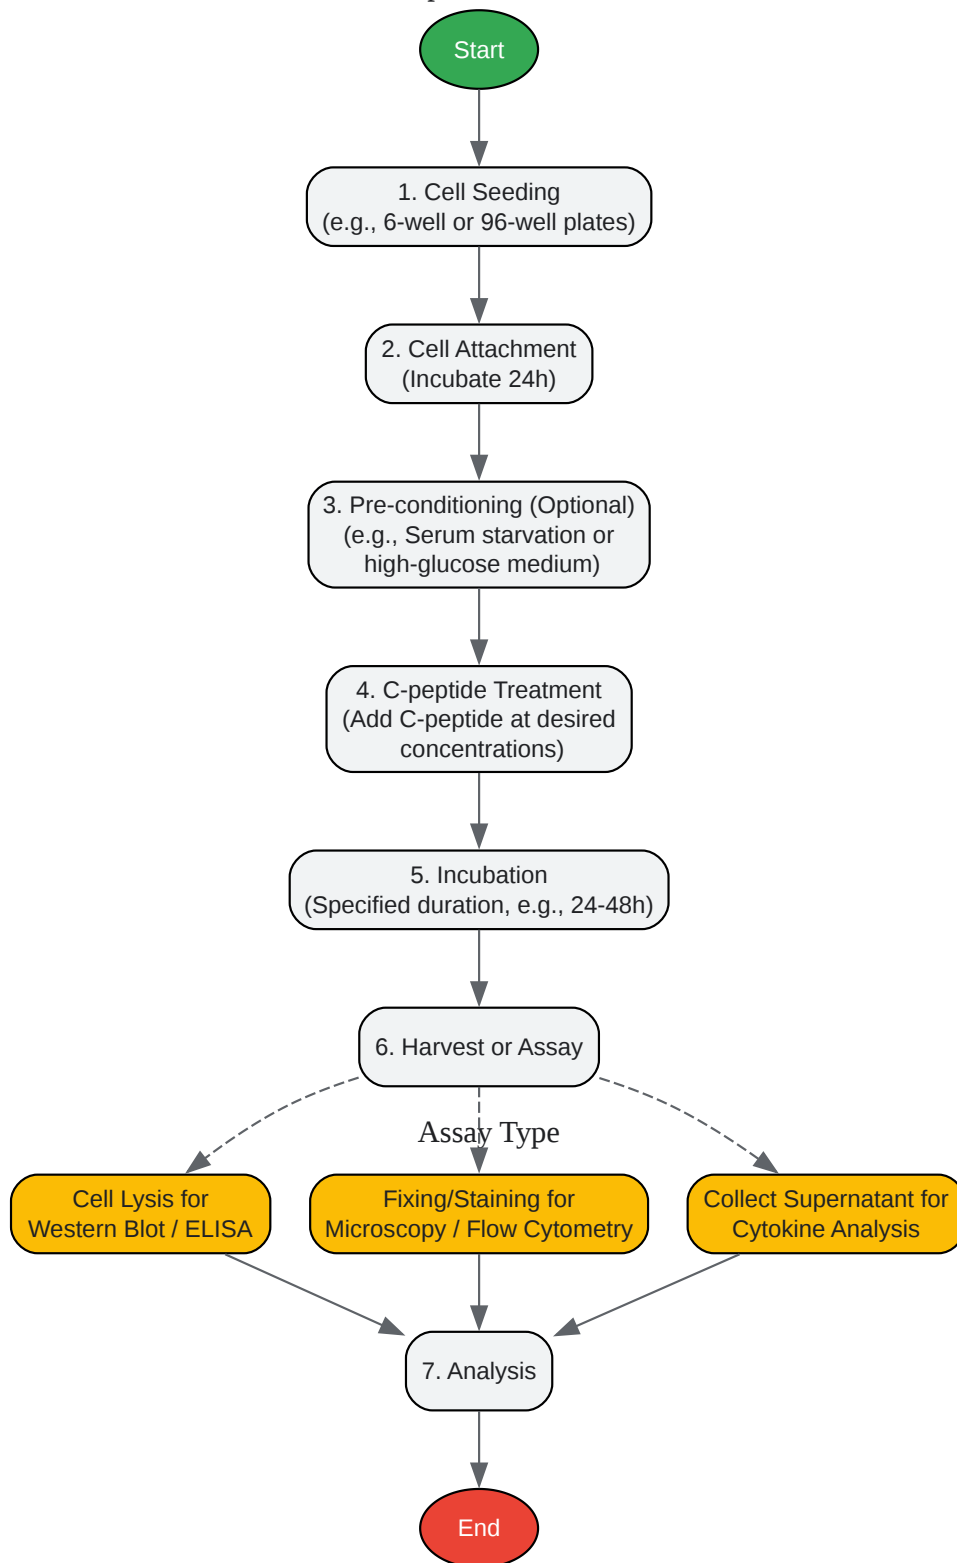 Start
1. Cell Seeding
(e.g., 6-well or 96-well plates)
2. Cell Attachment
(Incubate 24h)
3. Pre-conditioning (Optional)
(e.g., Serum starvation or
high-glucose medium)
4. C-peptide Treatment
(Add C-peptide at desired
concentrations)
5. Incubation
(Specified duration, e.g., 24-48h)
6. Harvest or Assay
Assay Type
Cell Lysis for
Western Blot / ELISA
Fixing/Staining for
Microscopy / Flow Cytometry
Collect Supernatant for
Cytokine Analysis
7. Analysis
End